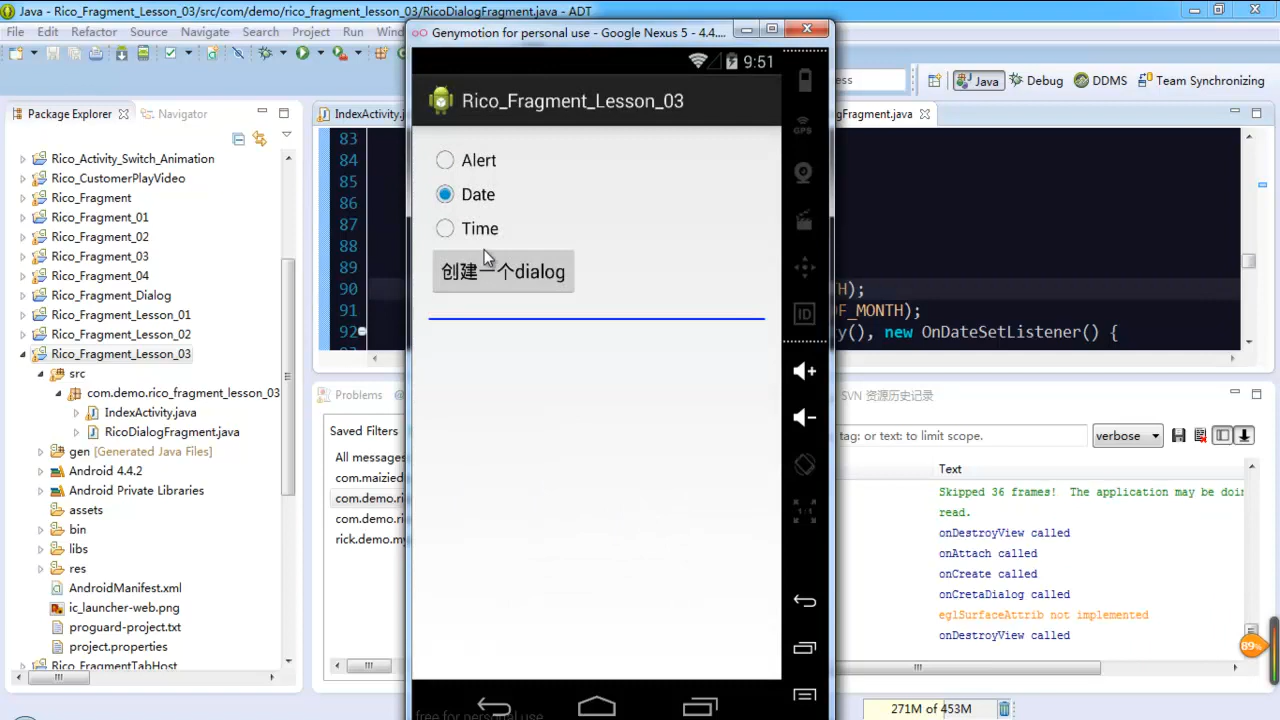 Java - Rico_Fragment_Lesson_03/src/com/demo/rico_fragment_lesson_03/RicoDialogFragment.java - ADT
File Edit Source Navigate Search Project Run
Genymotion for personal use - Google Nexus 5 - 4.4....
Java Debug DDMS Team Synchronizing
9:51
Rico_Fragment_Lesson_03
Alert
Date
Time
创建一个dialog
free for personal use
GPS
ID
1/1
Package Explorer Navigator
Rico_Activity_Switch_Animation
Rico_CustomerPlayVideo
Rico_Fragment
Rico_Fragment_01
Rico_Fragment_02
Rico_Fragment_03
Rico_Fragment_04
Rico_Fragment_Dialog
Rico_Fragment_Lesson_01
Rico_Fragment_Lesson_02
Rico_Fragment_Lesson_03
src
com.demo.rico_fragment_lesson_03
IndexActivity.java
RicoDialogFragment.java
gen [Generated Java Files]
Android 4.4.2
Android Private Libraries
assets
bin
libs
res
AndroidManifest.xml
ic_launcher-web.png
proguard-project.txt
project.properties
Rico_FragmentTabHost
IndexActivity.j
gFragment.java
83
84
85
86
87
88
89
90 H);
91 F_MONTH);
92 y(), new OnDateSetListener() {
Problems
SVN 资源历史记录
Saved Filters
All messages
com.maizied
com.demo.ri
com.demo.ri
rick.demo.my
tag: or text: to limit scope.
verbose
Text
Skipped 36 frames! The application may be doin
read.
onDestroyView called
onAttach called
onCreate called
onCretaDialog called
eglSurfaceAttrib not implemented
onDestroyView called
89%
271M of 453M